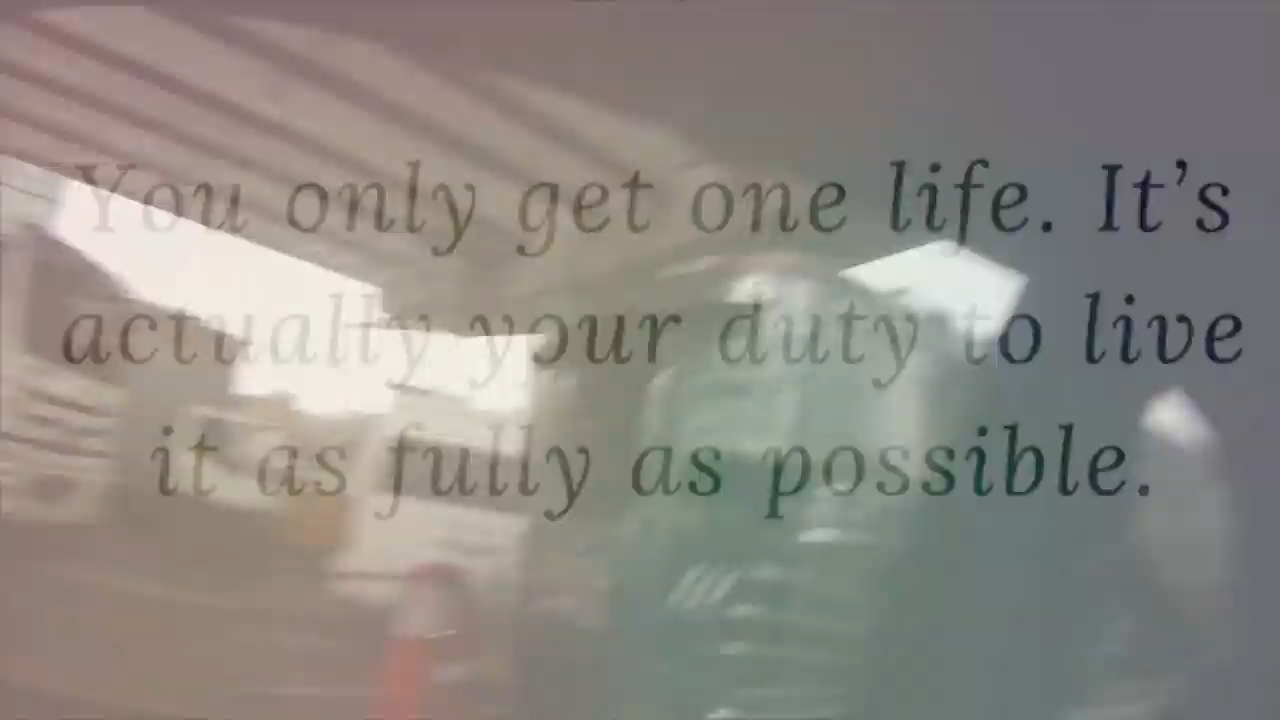 You only get one life. It’s
actually your duty to live
it as fully as possible.